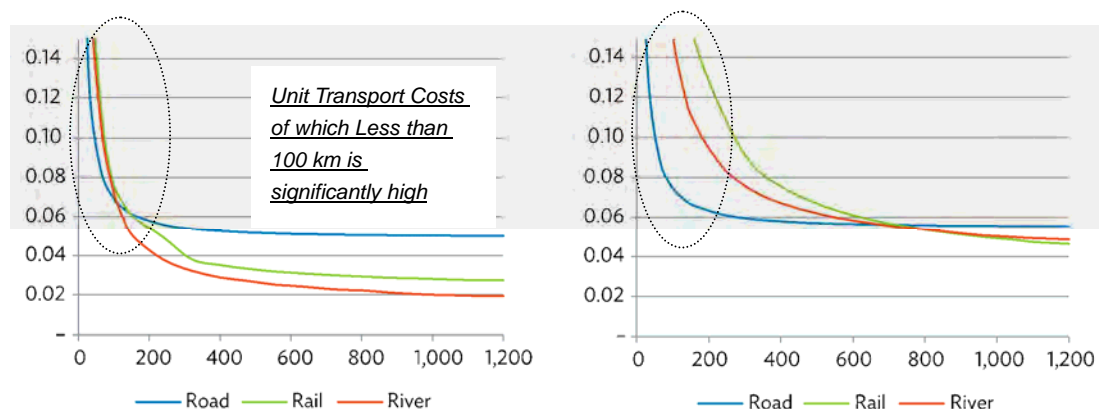 0.14
0.12
0.10
0.08
0.06
0.04
0.02
–
0 200 400 600 800 1,000 1,200
Unit Transport Costs
of which Less than
100 km is
significantly high
Road Rail River
0.14
0.12
0.10
0.08
0.06
0.04
0.02
–
0 200 400 600 800 1,000 1,200
Road Rail River